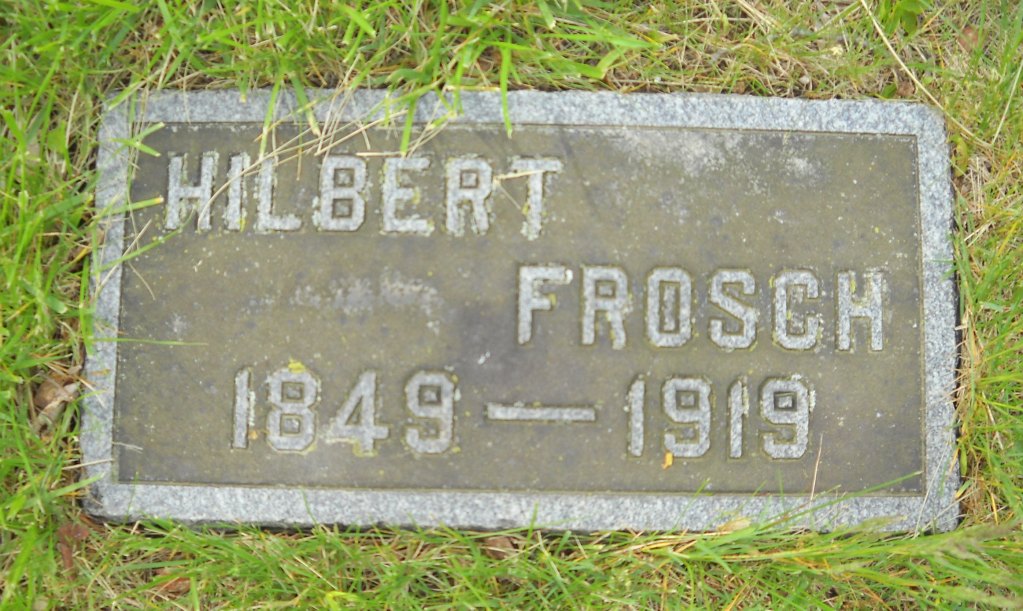 HILBERT
FROSCH
1849 — 1919